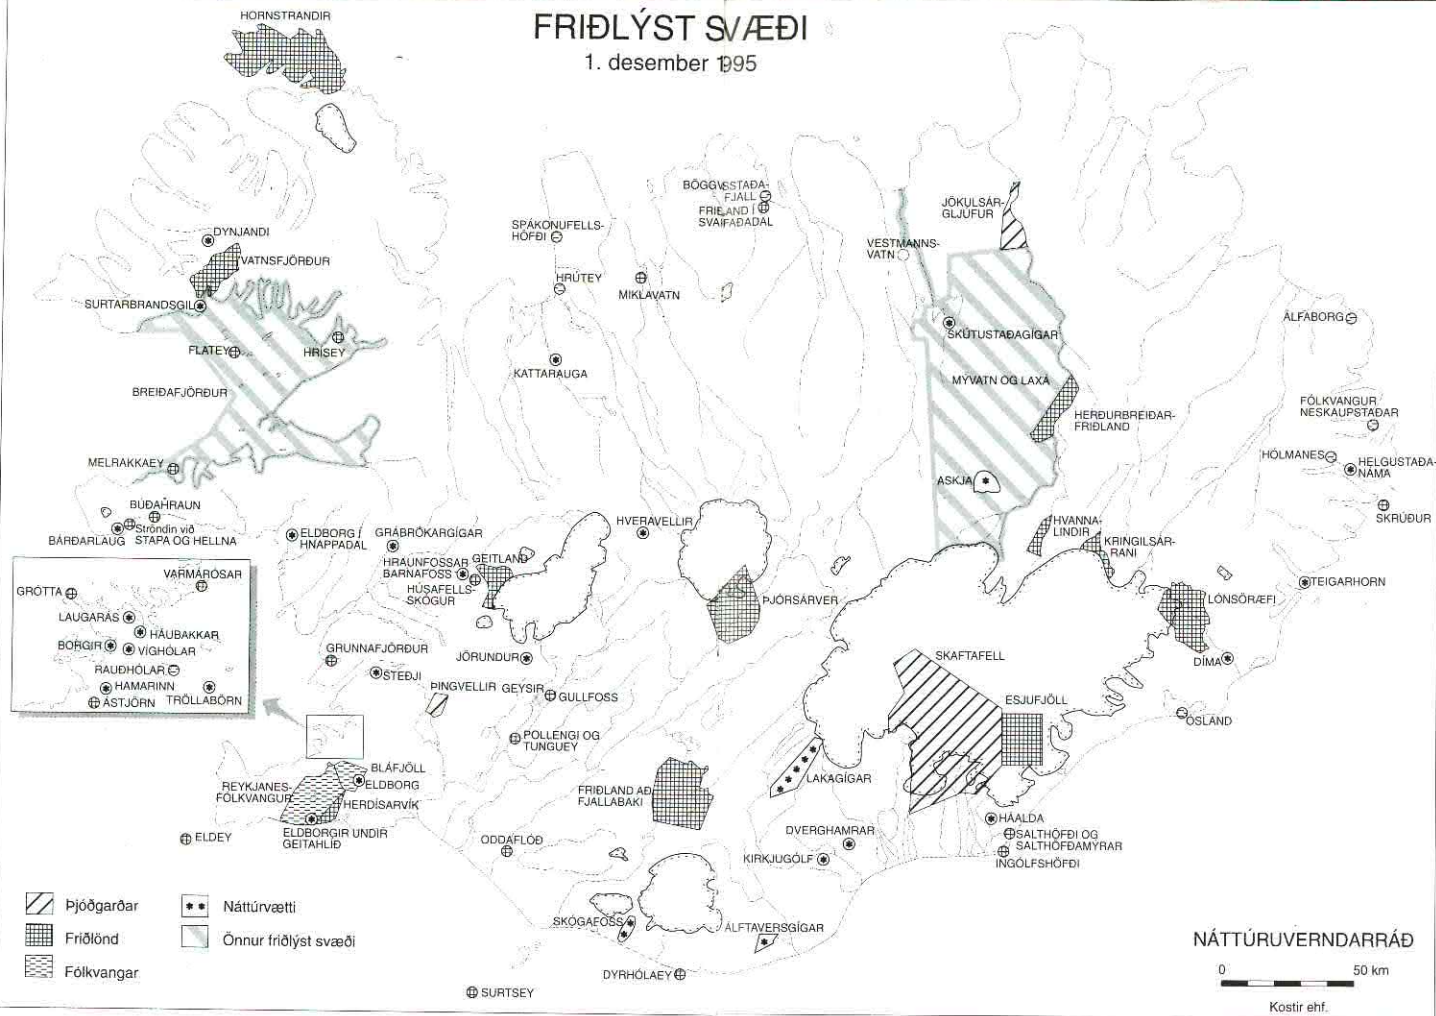 FRIÐLÝST SVÆÐI
1. desember 1995
HORNSTRANDIR
DYNJANDI
VATNSFJÖRÐUR
SURTARBRANDSGIL
FLATEY
HRÍSEY
BREIÐAFJÖRÐUR
MELRAKKAEY
BÚÐAHRAUN
Ströndin við
STAPA OG HELLNA
BÁRÐARLAUG
ELDBORG Í
HNAPPADAL
GRÁBRÓKARGÍGAR
HRAUNFOSSAR
BARNAFOSS
GEITLAND
HÚSAFELLS-
SKÓGUR
SPÁKONUFELLS-
HÖFÐI
HRÚTEY
MIKLAVATN
KATTARAUGA
BÖGGVISSTAÐA-
FJALL
FRIÐLAND Í
SVARFAÐADAL
VESTMANNS-
VATN
JÖKULSÁR-
GLJÚFUR
SKÚTUSTAÐAGÍGAR
MÝVATN OG LAXÁ
HERÐUBREIÐAR-
FRIÐLAND
ASKJA
HVANNA-
LINDIR
KRINGILSÁR-
RANI
ÁLFABORG
FÓLKVANGUR
NESKAUPSTAÐAR
HÓLMANES
HELGUSTAÐA-
NÁMA
SKRÚÐUR
TEIGARHORN
LÓNSÖRÆFI
DÍMA
ÓSLAND
HVERAVELLIR
ÞJÓRSÁRVER
GRÓTTA
VARMÁRÓSAR
LAUGARÁS
HÁUBAKKAR
BORGIR
VÍGHÓLAR
RAUÐHÓLAR
HAMARINN
ÁSTJÖRN
TRÖLLABÖRN
GRUNNAFJÖRÐUR
STEÐJI
JÖRUNDUR
ÞINGVELLIR
GEYSIR
GULLFOSS
POLLENGI OG
TUNGUEY
SKAFTAFELL
ESJUFJÖLL
LAKAGÍGAR
BLÁFJÖLL
ELDBORG
REYKJANES-
FÓLKVANGUR
HERDÍSARVÍK
ELDBORGIR UNDIR
GEITAHLÍÐ
ELDEY
FRIÐLAND AÐ
FJALLABAKI
ODDAFLÓÐ
DVERGHAMRAR
KIRKJUGÓLF
HÁALDA
SALTHÖFÐI OG
SALTHÖFÐAMÝRAR
INGÓLFSHÖFÐI
SKÓGAFOSS
ÁLFTAVERSGÍGAR
DYRHÓLAEY
SURTSEY
Þjóðgarðar
Friðlönd
Fólkvangar
Náttúrvætti
Önnur friðlýst svæði
NÁTTÚRUVERNDARRÁÐ
0 50 km
Kostir ehf.